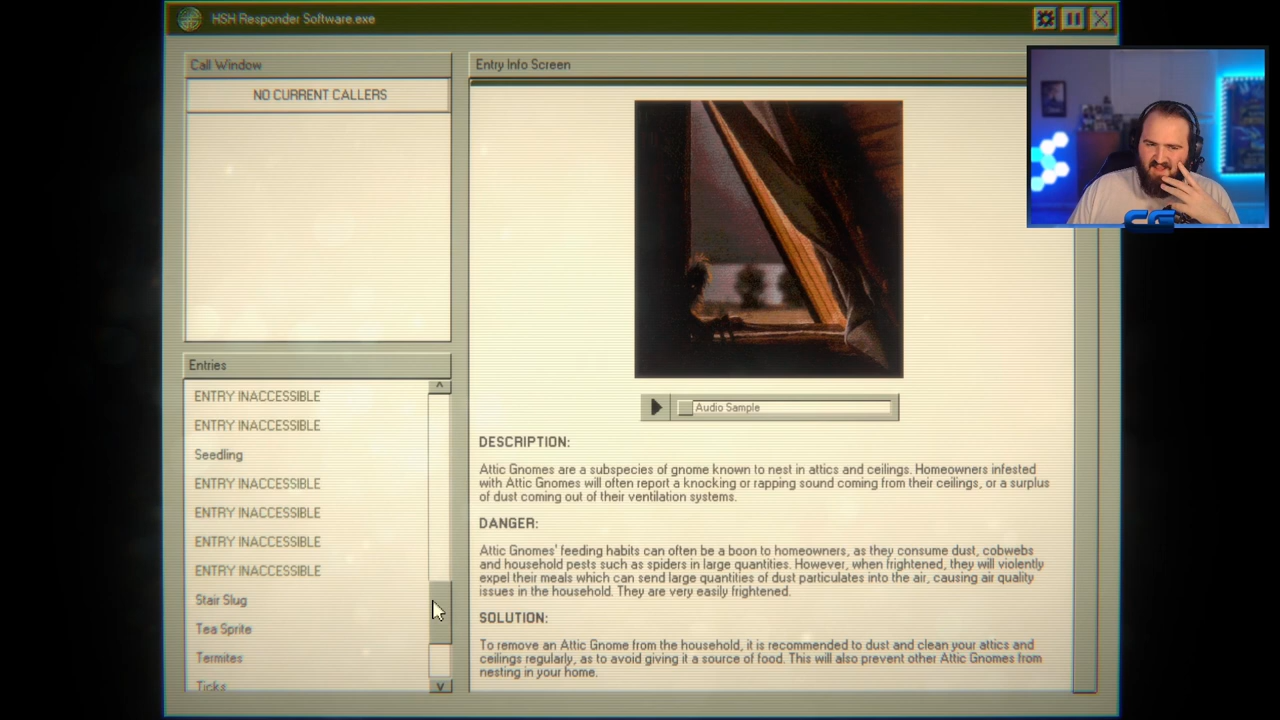 HSH Responder Software.exe
Call Window
NO CURRENT CALLERS
Entries
ENTRY INACCESSIBLE
ENTRY INACCESSIBLE
Seedling
ENTRY INACCESSIBLE
ENTRY INACCESSIBLE
ENTRY INACCESSIBLE
ENTRY INACCESSIBLE
Stair Slug
Tea Sprite
Termites
Ticks
Entry Info Screen
Audio Sample
DESCRIPTION:
Attic Gnomes are a subspecies of gnome known to nest in attics and ceilings. Homeowners infested
with Attic Gnomes will often report a knocking or rapping sound coming from their ceilings, or a surplus
of dust coming out of their ventilation systems.
DANGER:
Attic Gnomes' feeding habits can often be a boon to homeowners, as they consume dust, cobwebs
and household pests such as spiders in large quantities. However, when frightened, they will violently
expel their meals which can send large quantities of dust particulates into the air, causing air quality
issues in the household. They are very easily frightened.
SOLUTION:
To remove an Attic Gnome from the household, it is recommended to dust and clean your attics and
ceilings regularly, as to avoid giving it a source of food. This will also prevent other Attic Gnomes from
nesting in your home.
CG